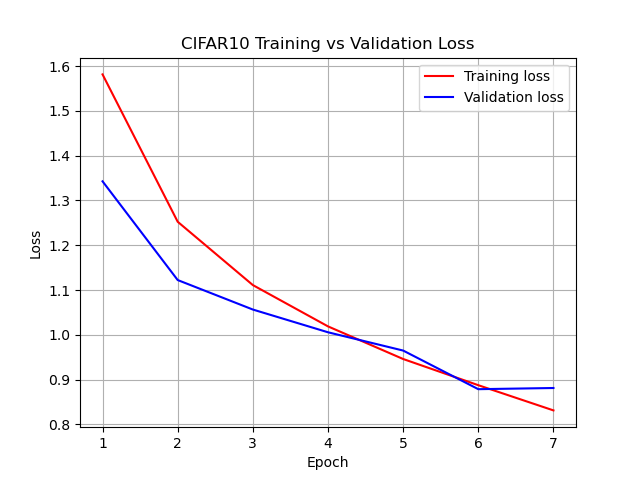 CIFAR10 Training vs Validation Loss
Training loss
Validation loss
Loss
1.6
1.5
1.4
1.3
1.2
1.1
1.0
0.9
0.8
1 2 3 4 5 6 7
Epoch